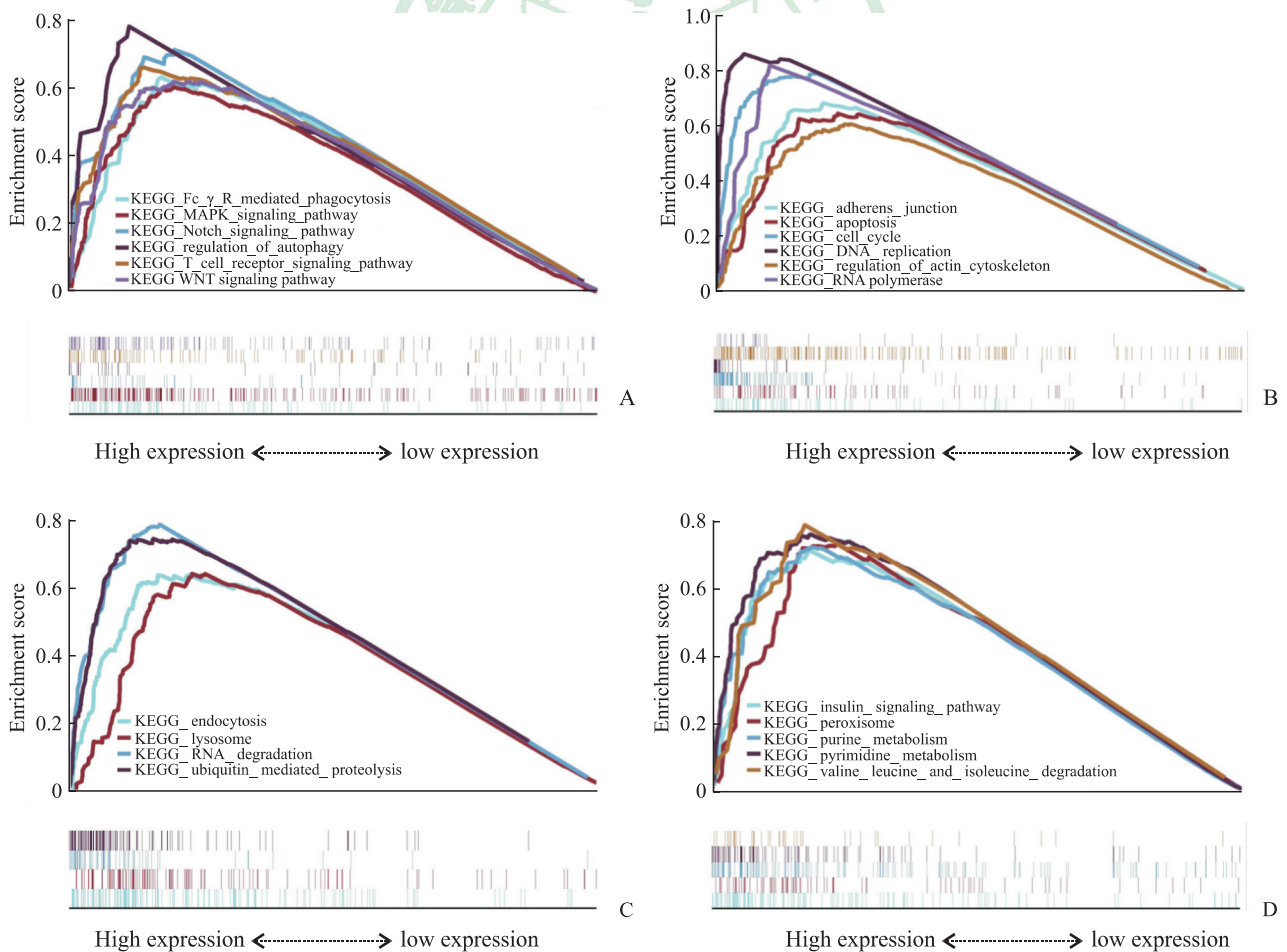 Enrichment score
0.8
0.6
0.4
0.2
0
KEGG_Fc_γ_R_mediated_phagocytosis
KEGG_MAPK_signaling_pathway
KEGG_Notch_signaling_ pathway
KEGG_regulation_of_autophagy
KEGG_T_cell_receptor_signaling_pathway
KEGG WNT signaling pathway
A
High expression low expression
Enrichment score
1.0
0.8
0.6
0.4
0.2
0
KEGG_ adherens_ junction
KEGG_ apoptosis
KEGG_ cell_cycle
KEGG_ DNA_ replication
KEGG_ regulation_of_actin_cytoskeleton
KEGG_RNA polymerase
B
High expression low expression
Enrichment score
0.8
0.6
0.4
0.2
0
KEGG_ endocytosis
KEGG_ lysosome
KEGG_ RNA_ degradation
KEGG_ ubiquitin_ mediated_ proteolysis
C
High expression low expression
Enrichment score
0.8
0.6
0.4
0.2
0
KEGG_ insulin_ signaling_ pathway
KEGG_ peroxisome
KEGG_ purine_ metabolism
KEGG_ pyrimidine_ metabolism
KEGG_ valine_ leucine_ and_ isoleucine_ degradation
D
High expression low expression